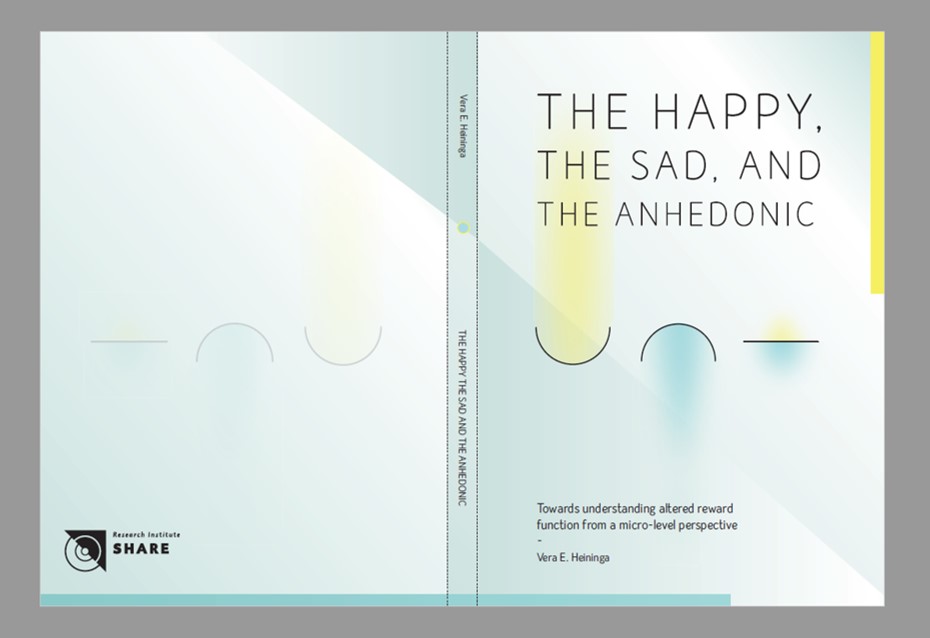 Research Institute
SHARE
Vera E. Heininga
THE HAPPY THE SAD AND THE ANHEDONIC
THE HAPPY,
THE SAD, AND
THE ANHEDONIC
Towards understanding altered reward
function from a micro-level perspective
-
Vera E. Heininga